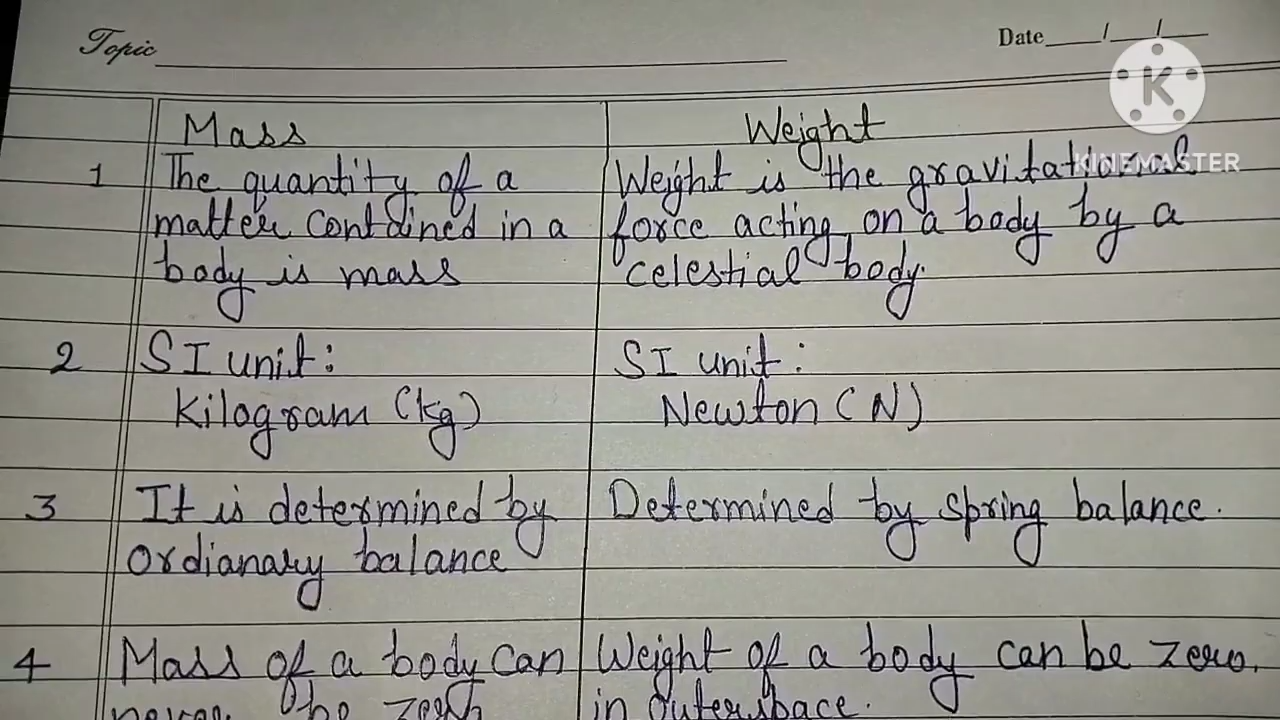 Topic
Date / /
K
KINEMASTER
Mass Weight
1 The quantity of a Weight is the gravitational
matter contained in a force acting on a body by a
body is mass celestial body.
2 SI unit: SI unit:
Kilogram (kg) Newton (N)
3 It is determined by Determined by spring balance.
ordianary balance
4 Mass of a body can Weight of a body can be zero.
never be zero in outerspace.